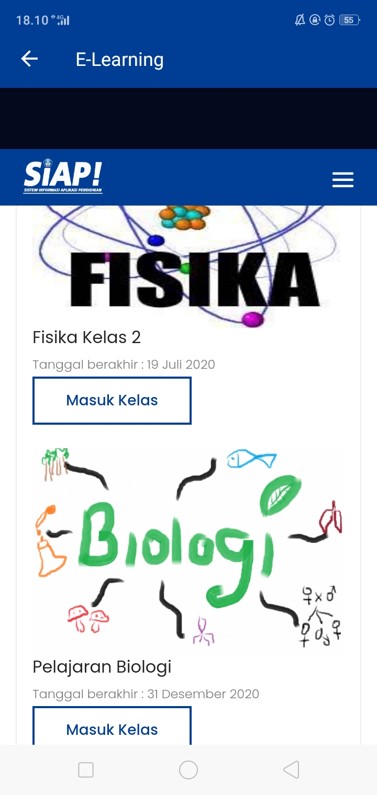 18.10
55
E-Learning
SiAP!
SISTEM INFORMASI APLIKASI PENDIDIKAN
FISIKA
Fisika Kelas 2
Tanggal berakhir : 19 Juli 2020
Masuk Kelas
Biologi
♀ x ♂
Pelajaran Biologi
Tanggal berakhir : 31 Desember 2020
Masuk Kelas